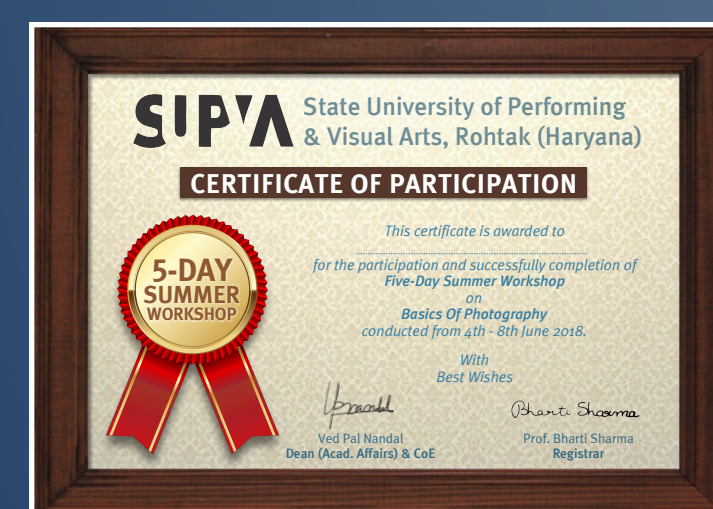 SUPVA
State University of Performing
& Visual Arts, Rohtak (Haryana)
CERTIFICATE OF PARTICIPATION
5-DAY
SUMMER
WORKSHOP
This certificate is awarded to
for the participation and successfully completion of
Five-Day Summer Workshop
on
Basics Of Photography
conducted from 4th - 8th June 2018.
With
Best Wishes
Bharti Sharma
Ved Pal Nandal
Dean (Acad. Affairs) & CoE
Prof. Bharti Sharma
Registrar